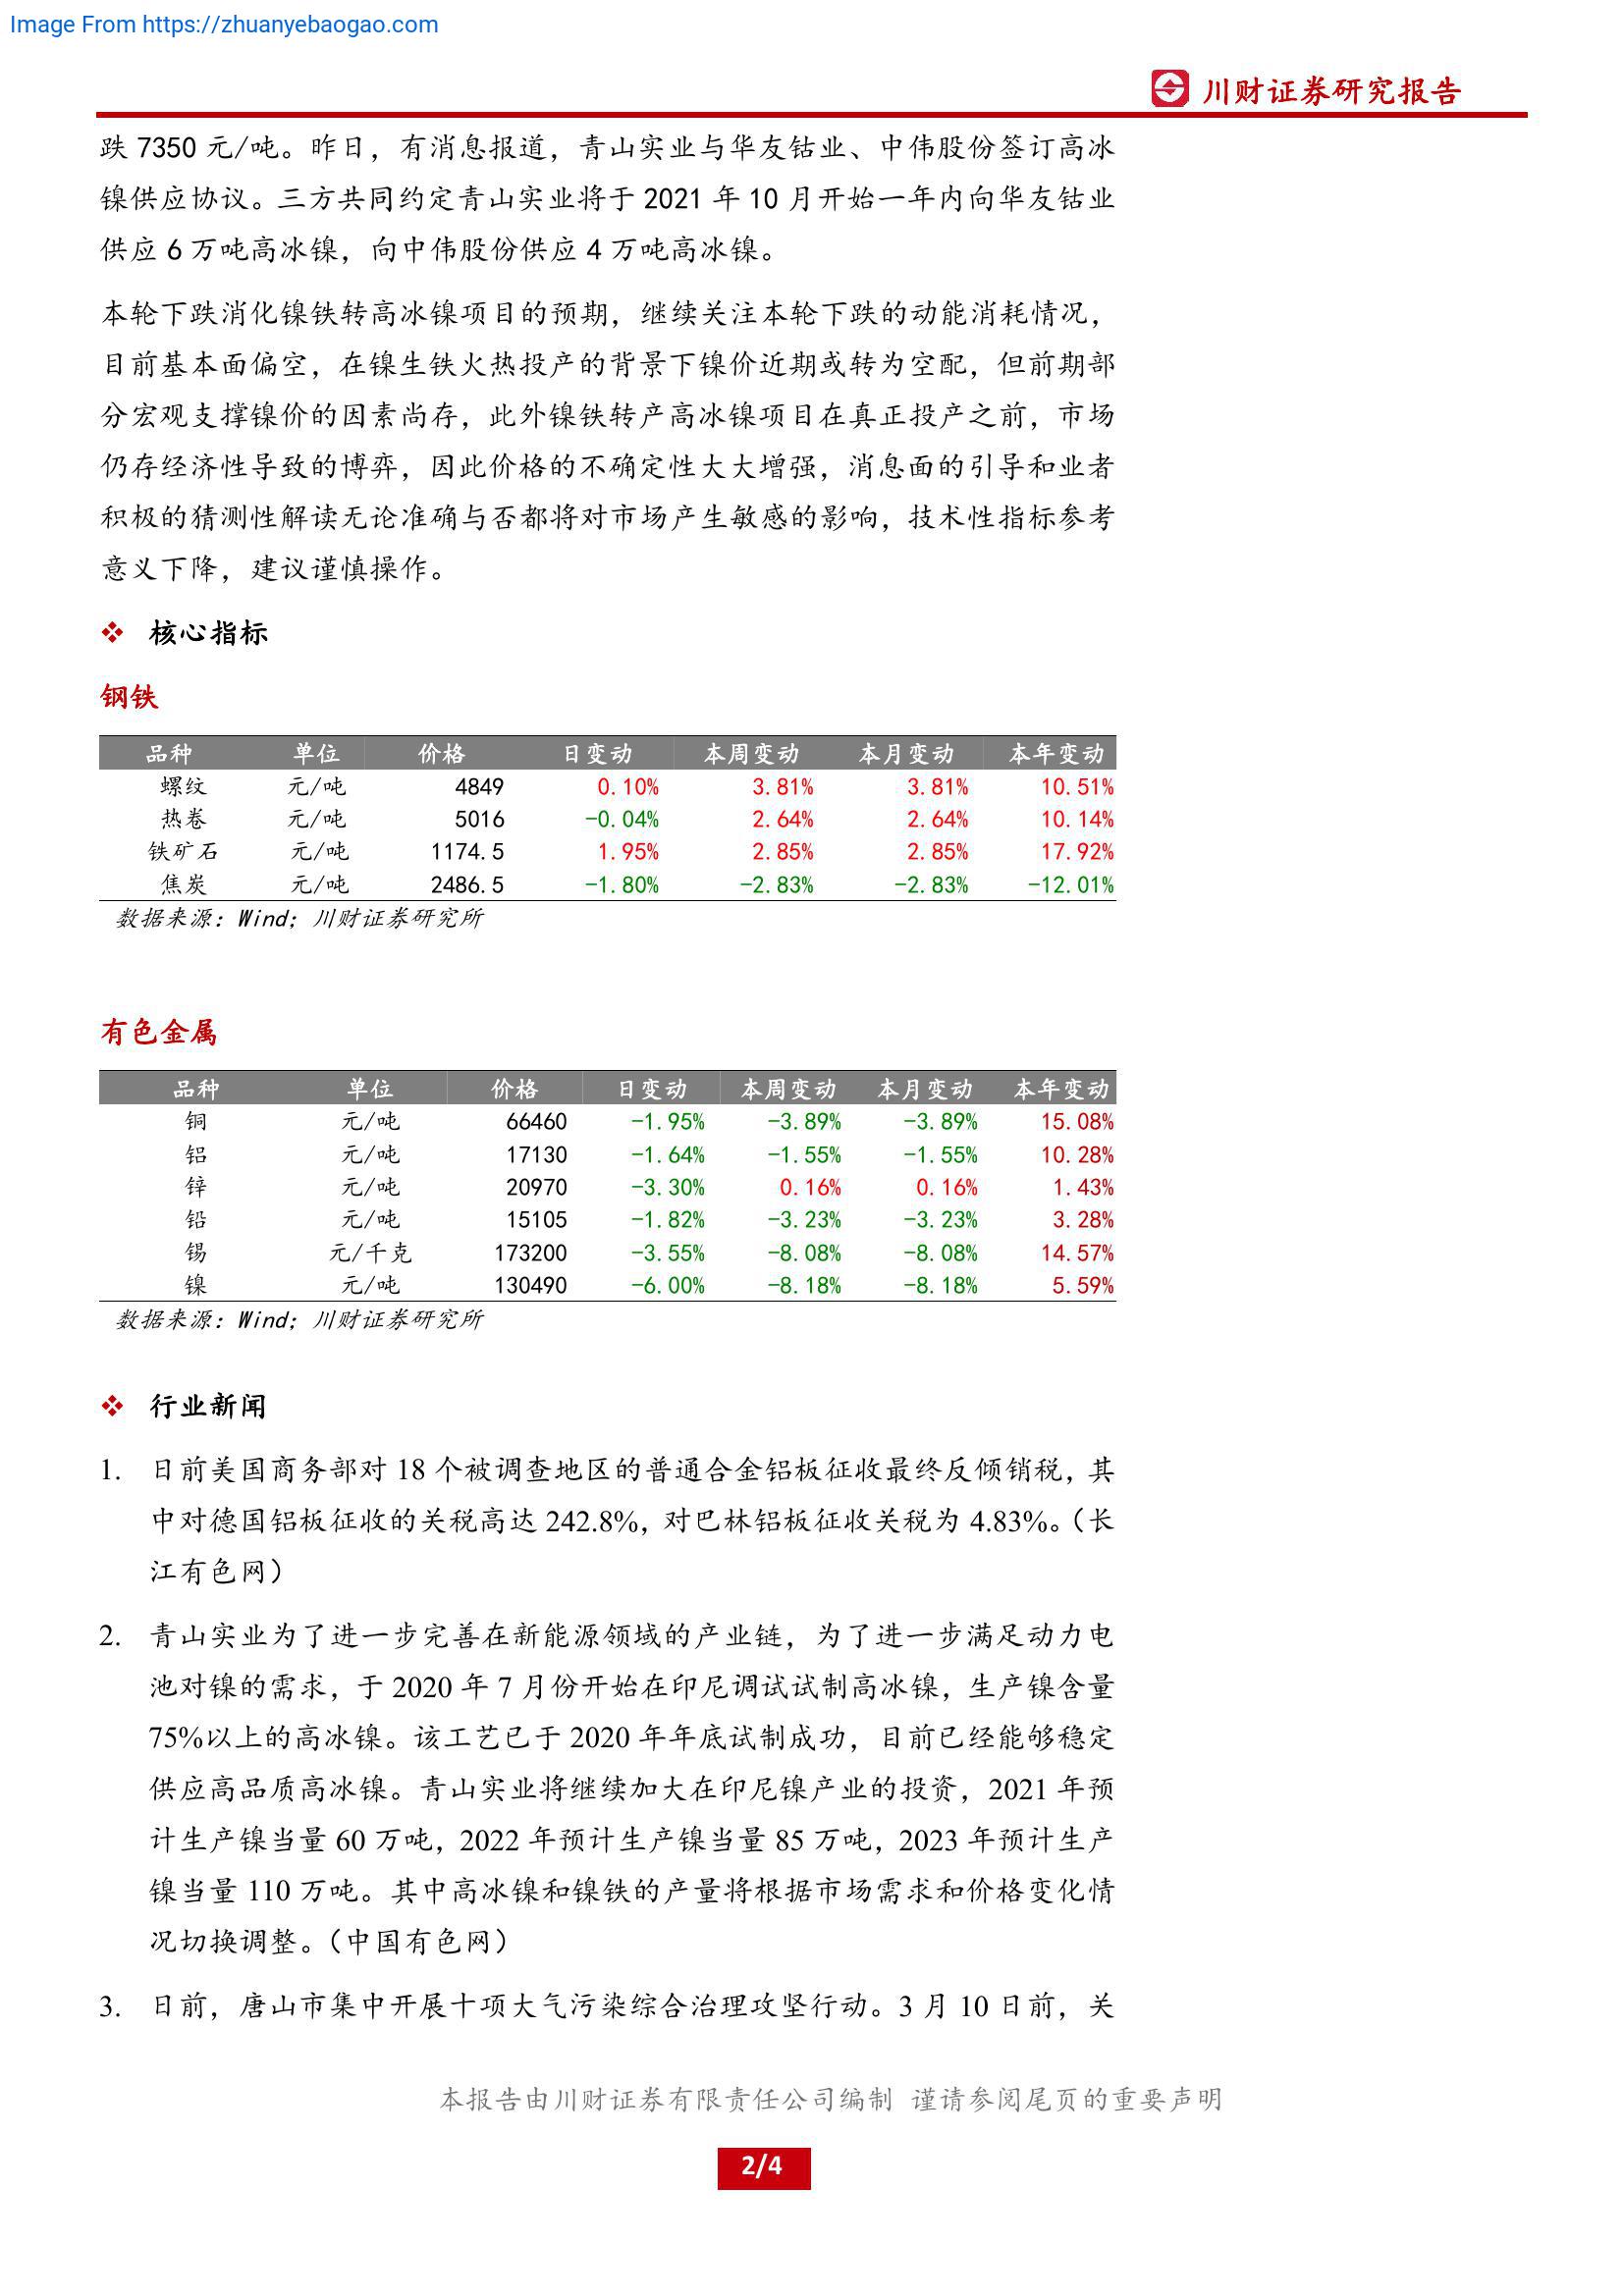 Image From https://zhuanyebaogao.com
川财证券研究报告
跌 7350 元/吨。昨日，有消息报道，青山实业与华友钴业、中伟股份签订高冰
镍供应协议。三方共同约定青山实业将于 2021 年 10 月开始一年内向华友钴业
供应 6 万吨高冰镍，向中伟股份供应 4 万吨高冰镍。
本轮下跌消化镍铁转高冰镍项目的预期，继续关注本轮下跌的动能消耗情况，
目前基本面偏空，在镍生铁火热投产的背景下镍价近期或转为空配，但前期部
分宏观支撑镍价的因素尚存，此外镍铁转产高冰镍项目在真正投产之前，市场
仍存经济性导致的博弈，因此价格的不确定性大大增强，消息面的引导和业者
积极的猜测性解读无论准确与否都将对市场产生敏感的影响，技术性指标参考
意义下降，建议谨慎操作。
❖ 核心指标
钢铁
品种 单位 价格 日变动 本周变动 本月变动 本年变动
螺纹 元/吨 4849 0.10% 3.81% 3.81% 10.51%
热卷 元/吨 5016 -0.04% 2.64% 2.64% 10.14%
铁矿石 元/吨 1174.5 1.95% 2.85% 2.85% 17.92%
焦炭 元/吨 2486.5 -1.80% -2.83% -2.83% -12.01%
数据来源：Wind；川财证券研究所
有色金属
品种 单位 价格 日变动 本周变动 本月变动 本年变动
铜 元/吨 66460 -1.95% -3.89% -3.89% 15.08%
铝 元/吨 17130 -1.64% -1.55% -1.55% 10.28%
锌 元/吨 20970 -3.30% 0.16% 0.16% 1.43%
铅 元/吨 15105 -1.82% -3.23% -3.23% 3.28%
锡 元/千克 173200 -3.55% -8.08% -8.08% 14.57%
镍 元/吨 130490 -6.00% -8.18% -8.18% 5.59%
数据来源：Wind；川财证券研究所
❖ 行业新闻
1. 日前美国商务部对 18 个被调查地区的普通合金铝板征收最终反倾销税，其
中对德国铝板征收的关税高达 242.8%，对巴林铝板征收关税为 4.83%。（长
江有色网）
2. 青山实业为了进一步完善在新能源领域的产业链，为了进一步满足动力电
池对镍的需求，于 2020 年 7 月份开始在印尼调试试制高冰镍，生产镍含量
75%以上的高冰镍。该工艺已于 2020 年年底试制成功，目前已经能够稳定
供应高品质高冰镍。青山实业将继续加大在印尼镍产业的投资，2021 年预
计生产镍当量 60 万吨，2022 年预计生产镍当量 85 万吨，2023 年预计生产
镍当量 110 万吨。其中高冰镍和镍铁的产量将根据市场需求和价格变化情
况切换调整。（中国有色网）
3. 日前，唐山市集中开展十项大气污染综合治理攻坚行动。3 月 10 日前，关
本报告由川财证券有限责任公司编制 谨请参阅尾页的重要声明
2/4